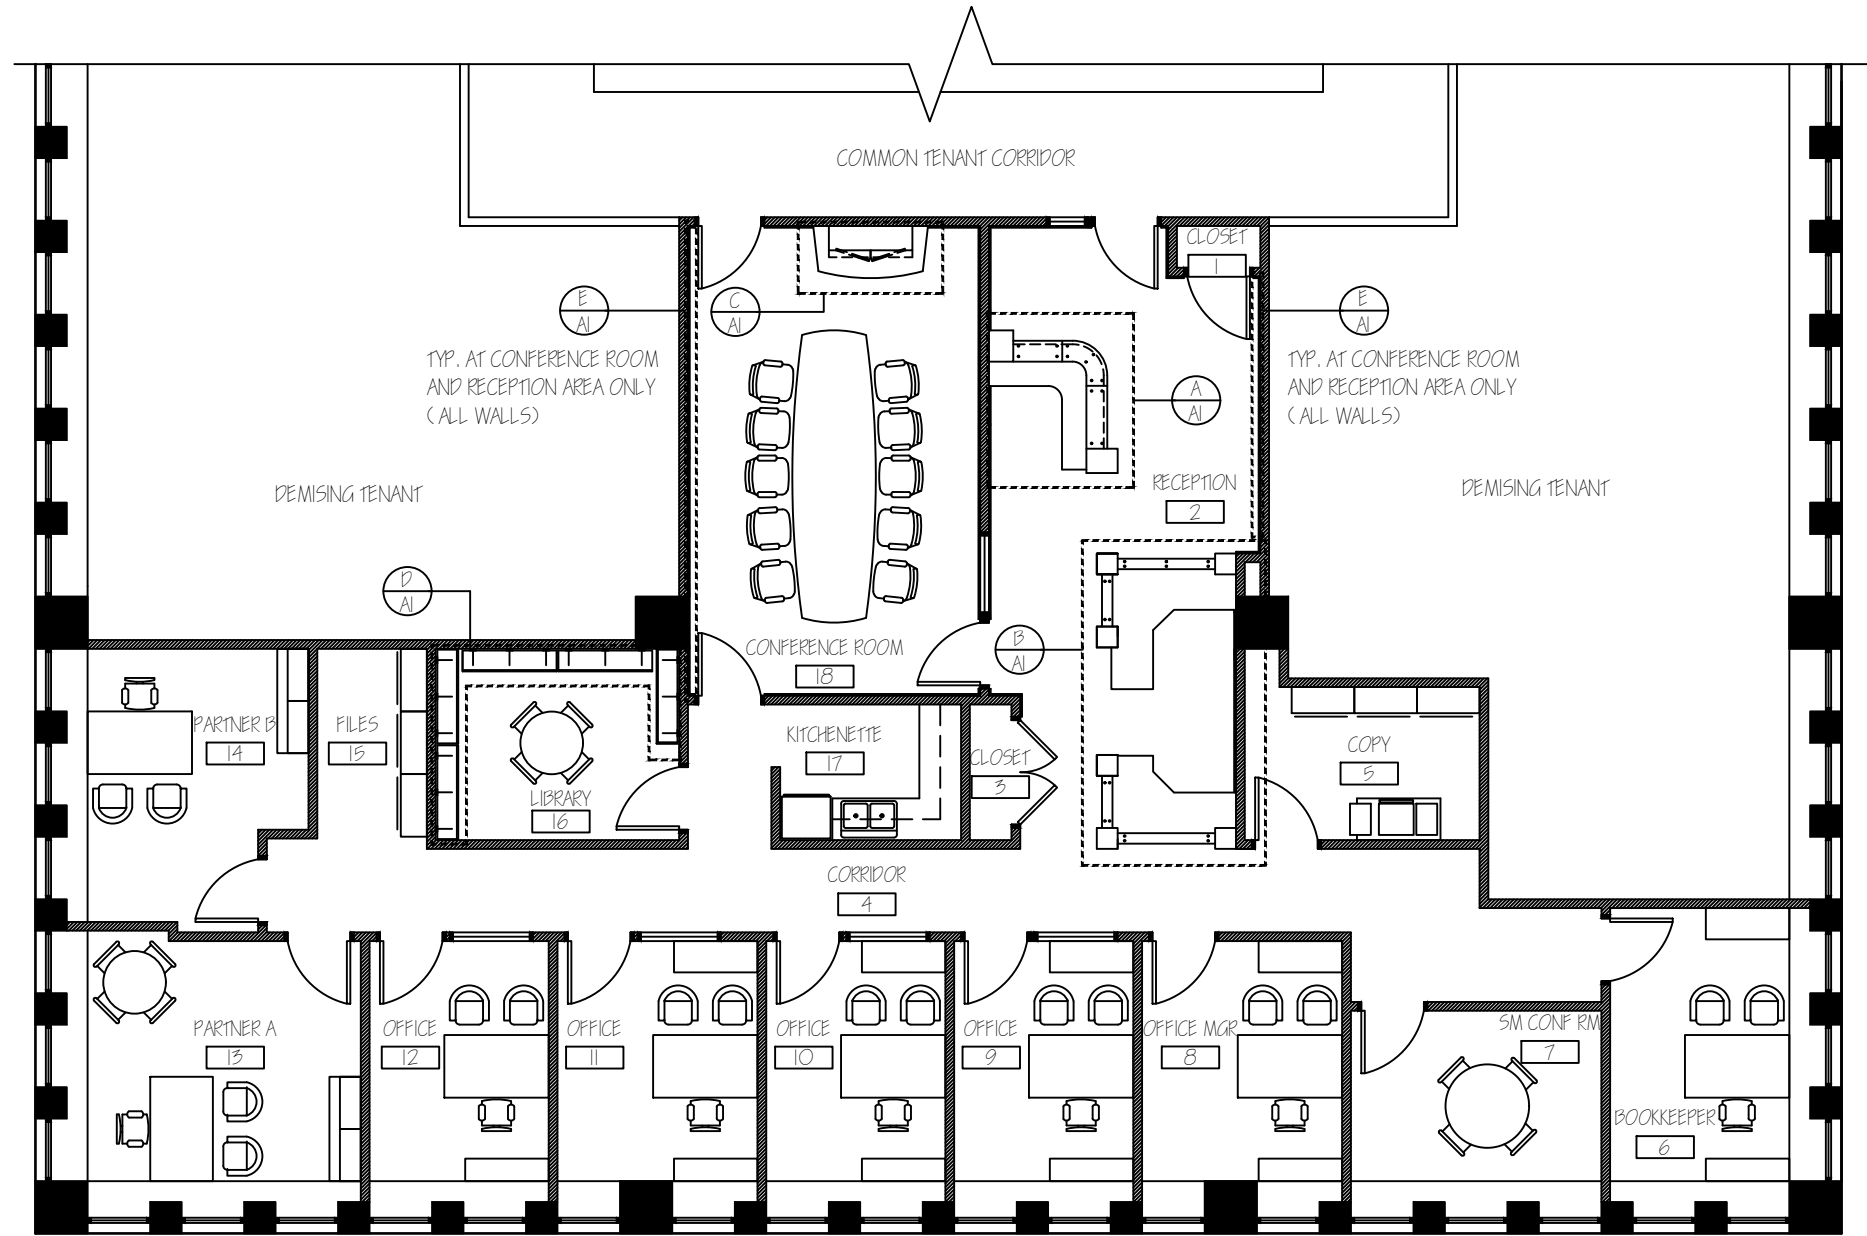 COMMON TENANT CORRIDOR
CLOSET
1
E
A1
C
A1
E
A1
TYP. AT CONFERENCE ROOM
AND RECEPTION AREA ONLY
( ALL WALLS)
TYP. AT CONFERENCE ROOM
AND RECEPTION AREA ONLY
( ALL WALLS)
A
A1
DEMISING TENANT
RECEPTION
2
DEMISING TENANT
D
A1
B
A1
CONFERENCE ROOM
18
PARTNER B
14
FILES
15
LIBRARY
16
KITCHENETTE
17
CLOSET
3
COPY
5
CORRIDOR
4
PARTNER A
13
OFFICE
12
OFFICE
11
OFFICE
10
OFFICE
9
OFFICE MGR
8
SM CONF RM
7
BOOKKEEPER
6